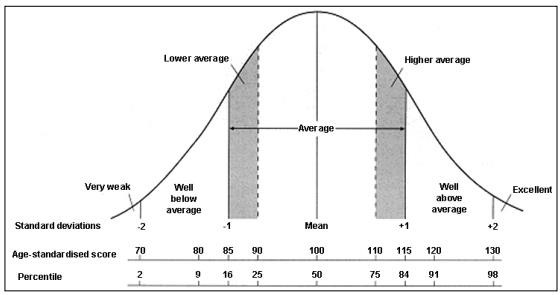 Lower average
Higher average
Average
Very weak
Well below average
Well above average
Excellent
Standard deviations -2 -1 Mean +1 +2
Age-standardised score 70 80 85 90 100 110 115 120 130
Percentile 2 9 16 25 50 75 84 91 98